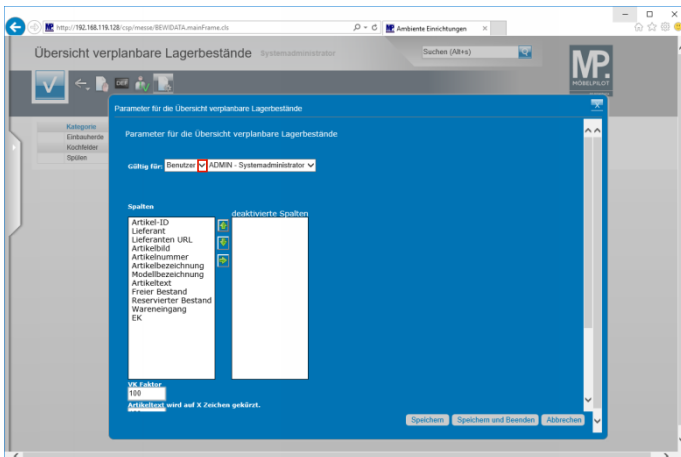 http://192.168.119.128/csp/messe/BEWIDATA.mainFrame.cls
Ambiente Einrichtungen
Übersicht verplanbare Lagerbestände Systemadministrator
Suchen (Alt+s)
MP.
MÖBELPILOT
Parameter für die Übersicht verplanbare Lagerbestände
Kategorie
Einbauherde
Kochfelder
Spülen
Parameter für die Übersicht verplanbare Lagerbestände
Gültig für: Benutzer ADMIN - Systemadministrator
Spalten
deaktivierte Spalten
Artikel-ID
Lieferant
Lieferanten URL
Artikelbild
Artikelnummer
Artikelbezeichnung
Modellbezeichnung
Artikeltext
Freier Bestand
Reservierter Bestand
Wareneingang
EK
VK Faktor
100
Artikeltext wird auf X Zeichen gekürzt.
Speichern Speichern und Beenden Abbrechen